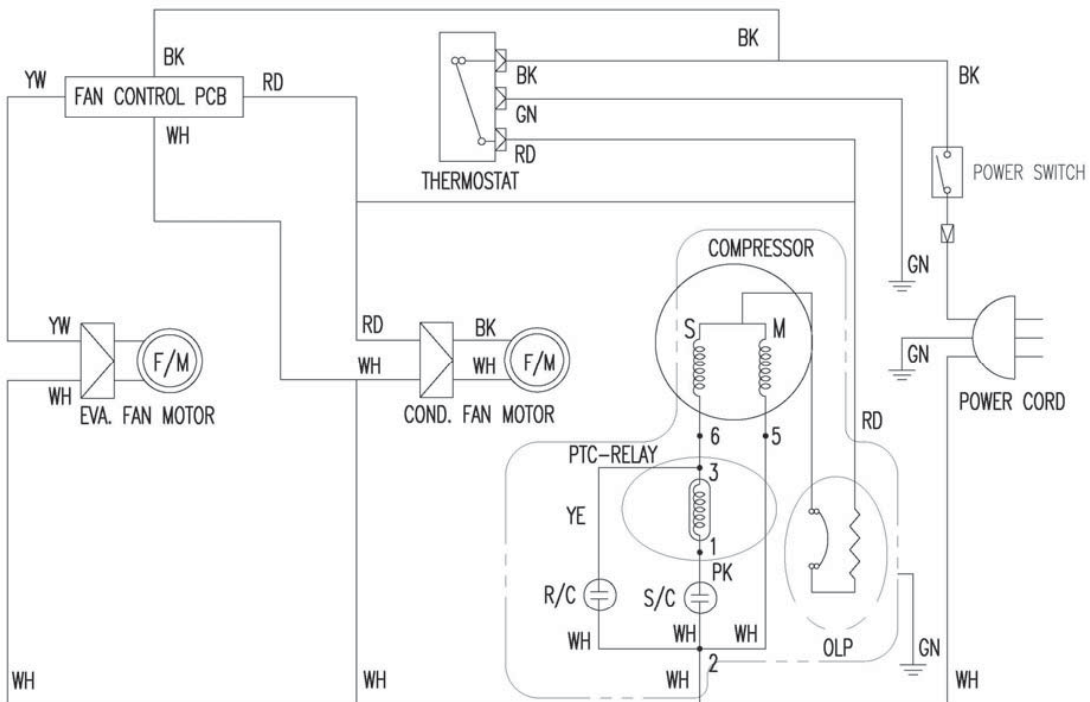 BK
BK
YW
FAN CONTROL PCB
RD
BK
BK
GN
WH
RD
THERMOSTAT
POWER SWITCH
COMPRESSOR
GN
S
M
YW
RD
BK
F/M
WH
WH
F/M
GN
WH
EVA. FAN MOTOR
COND. FAN MOTOR
POWER CORD
RD
6
5
PTC-RELAY
3
YE
1
PK
R/C
S/C
WH
WH
WH
OLP
GN
2
WH
WH
WH
WH